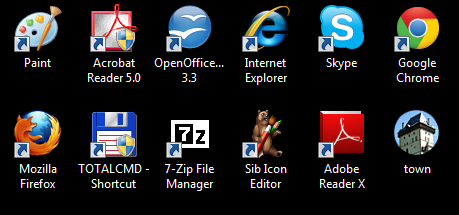 Paint
Acrobat
Reader 5.0
OpenOffice...
3.3
Internet
Explorer
Skype
Google
Chrome
Mozilla
Firefox
TOTALCMD -
Shortcut
7z
7-Zip File
Manager
Sib Icon
Editor
Adobe
Reader X
town